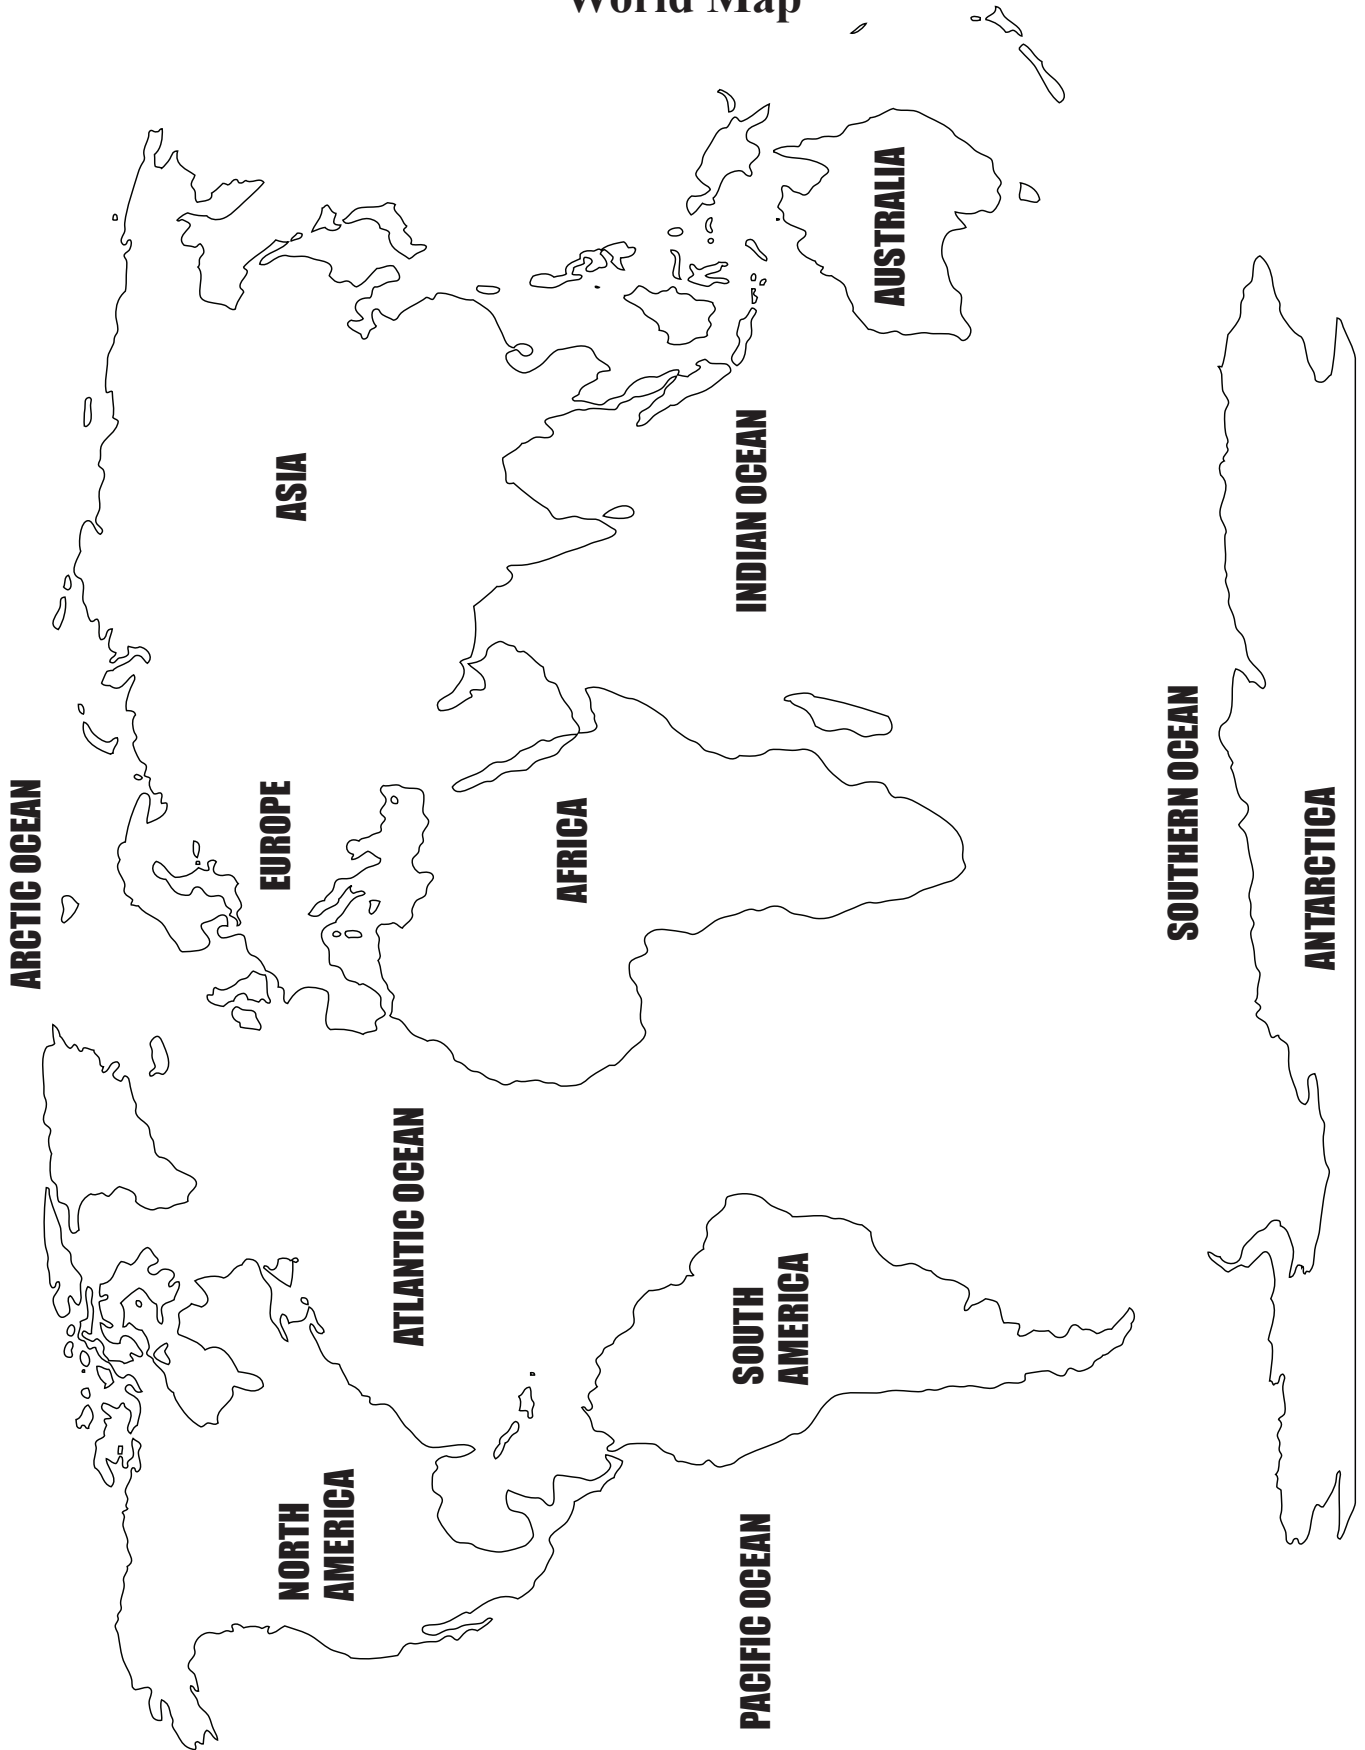 World Map
ARCTIC OCEAN
NORTH
AMERICA
EUROPE
ASIA
ATLANTIC OCEAN
AFRICA
PACIFIC OCEAN
SOUTH
AMERICA
INDIAN OCEAN
AUSTRALIA
SOUTHERN OCEAN
ANTARCTICA